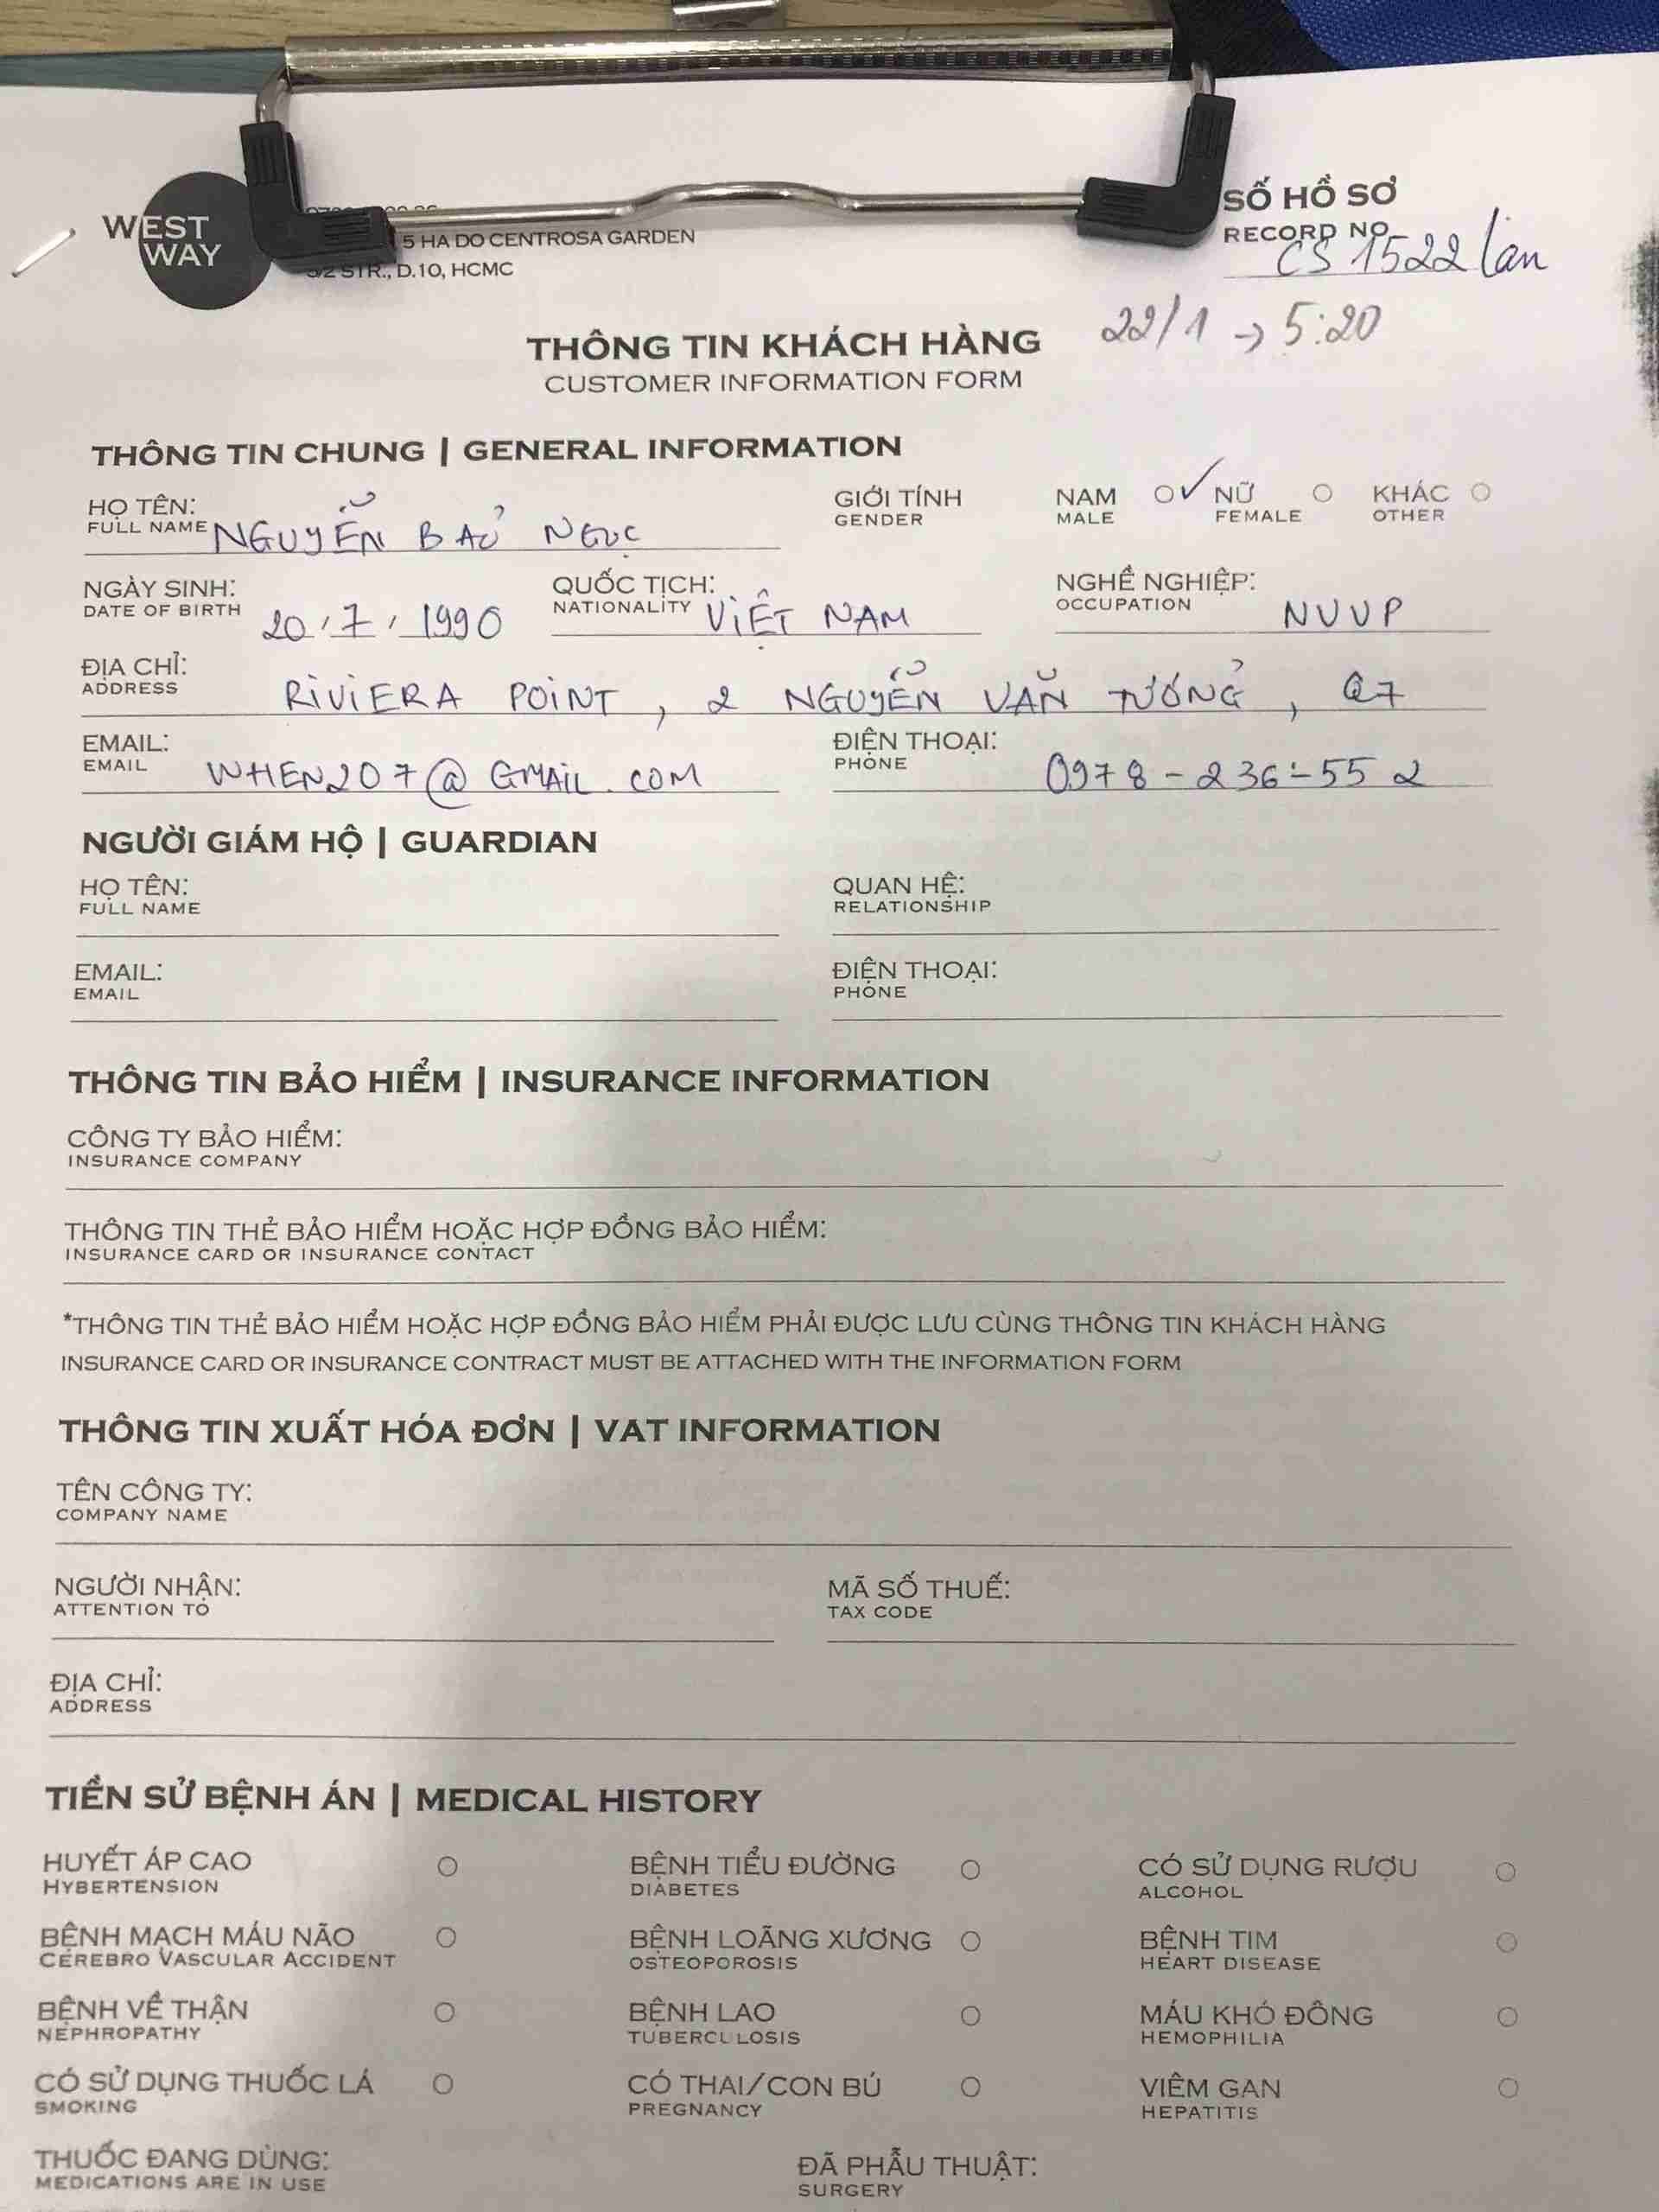 WEST WAY
5 HA DO CENTROSA GARDEN
3/2 STR., D.10, HCMC
SỐ HỒ SƠ
RECORD NO
CS 1522 lan
22/1 → 5:20
THÔNG TIN KHÁCH HÀNG
CUSTOMER INFORMATION FORM
THÔNG TIN CHUNG | GENERAL INFORMATION
HỌ TÊN: NGUYỄN BẢO NGỌC GIỚI TÍNH NAM NỮ KHÁC
FULL NAME GENDER MALE FEMALE OTHER
NGÀY SINH: QUỐC TỊCH: NGHỀ NGHIỆP:
DATE OF BIRTH 20/7/1990 NATIONALITY VIỆT NAM OCCUPATION NVVP
ĐỊA CHỈ:
ADDRESS RIVIERA POINT, 2 NGUYỄN VĂN TƯỞNG, Q7
EMAIL: ĐIỆN THOẠI:
EMAIL WHEN207@GMAIL.COM PHONE 0978-236-552
NGƯỜI GIÁM HỘ | GUARDIAN
HỌ TÊN: QUAN HỆ:
FULL NAME RELATIONSHIP
EMAIL: ĐIỆN THOẠI:
EMAIL PHONE
THÔNG TIN BẢO HIỂM | INSURANCE INFORMATION
CÔNG TY BẢO HIỂM:
INSURANCE COMPANY
THÔNG TIN THẺ BẢO HIỂM HOẶC HỢP ĐỒNG BẢO HIỂM:
INSURANCE CARD OR INSURANCE CONTACT
*THÔNG TIN THẺ BẢO HIỂM HOẶC HỢP ĐỒNG BẢO HIỂM PHẢI ĐƯỢC LƯU CÙNG THÔNG TIN KHÁCH HÀNG
INSURANCE CARD OR INSURANCE CONTRACT MUST BE ATTACHED WITH THE INFORMATION FORM
THÔNG TIN XUẤT HÓA ĐƠN | VAT INFORMATION
TÊN CÔNG TY:
COMPANY NAME
NGƯỜI NHẬN: MÃ SỐ THUẾ:
ATTENTION TO TAX CODE
ĐỊA CHỈ:
ADDRESS
TIỀN SỬ BỆNH ÁN | MEDICAL HISTORY
HUYẾT ÁP CAO BỆNH TIỂU ĐƯỜNG CÓ SỬ DỤNG RƯỢU
HYBERTENSION DIABETES ALCOHOL
BỆNH MẠCH MÁU NÃO BỆNH LOÃNG XƯƠNG BỆNH TIM
CEREBRO VASCULAR ACCIDENT OSTEOPOROSIS HEART DISEASE
BỆNH VỀ THẬN BỆNH LAO MÁU KHÓ ĐÔNG
NEPHROPATHY TUBERCULOSIS HEMOPHILIA
CÓ SỬ DỤNG THUỐC LÁ CÓ THAI/CON BÚ VIÊM GAN
SMOKING PREGNANCY HEPATITIS
THUỐC ĐANG DÙNG: ĐÃ PHẪU THUẬT:
MEDICATIONS ARE IN USE SURGERY